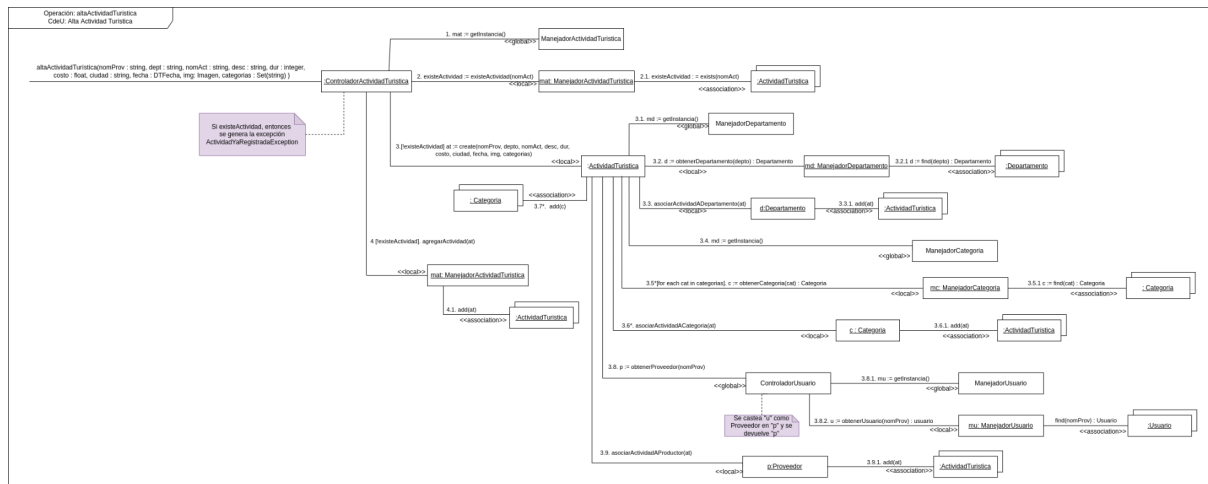 Operación: altaActividadTuristica
CdeU: Alta Actividad Turistica
1. mat := getInstancia()
<<global>>
ManejadorActividadTuristica
altaActividadTuristica(nomProv : string, dept : string, nomAct : string, desc : string, dur : integer,
costo : float, ciudad : string, fecha : DTFecha, img: Imagen, categorias : Set(string) )
:ControladorActividadTuristica
2. existeActividad := existeActividad(nomAct)
<<local>>
mat: ManejadorActividadTuristica
2.1. existeActividad : = exists(nomAct)
<<association>>
:ActividadTuristica
Si existeActividad, entonces
se genera la excepción
ActividadYaRegistradaException
3.1. md := getInstancia()
<<global>>
ManejadorDepartamento
3.[!existeActividad] at := create(nomProv, depto, nomAct, desc, dur,
costo, ciudad, fecha, img, categorias)
<<local>>
:ActividadTuristica
3.2. d := obtenerDepartamento(depto) : Departamento
<<local>>
md: ManejadorDepartamento
3.2.1 d := find(depto) : Departamento
<<association>>
:Departamento
: Categoria
<<association>>
3.7*. add(c)
3.3. asociarActividadADepartamento(at)
<<local>>
d:Departamento
3.3.1. add(at)
<<association>>
:ActividadTuristica
4 [!existeActividad]. agregarActividad(at)
3.4. md := getInstancia()
<<global>>
ManejadorCategoria
<<local>>
mat: ManejadorActividadTuristica
3.5*[for each cat in categorias]. c := obtenerCategoria(cat) : Categoria
<<local>>
mc: ManejadorCategoria
3.5.1 c := find(cat) : Categoria
<<association>>
: Categoria
4.1. add(at)
<<association>>
:ActividadTuristica
3.6*. asociarActividadACategoria(at)
<<local>>
c : Categoria
3.6.1. add(at)
<<association>>
:ActividadTuristica
3.8. p := obtenerProveedor(nomProv)
<<global>>
ControladorUsuario
3.8.1. mu := getInstancia()
<<global>>
ManejadorUsuario
Se castea "u" como
Proveedor en "p" y se
devuelve "p"
3.8.2. u := obtenerUsuario(nomProv) : usuario
<<local>>
mu: ManejadorUsuario
find(nomProv) : Usuario
<<association>>
:Usuario
3.9. asociarActividadAProductor(at)
<<local>>
p:Proveedor
3.9.1. add(at)
<<association>>
:ActividadTuristica